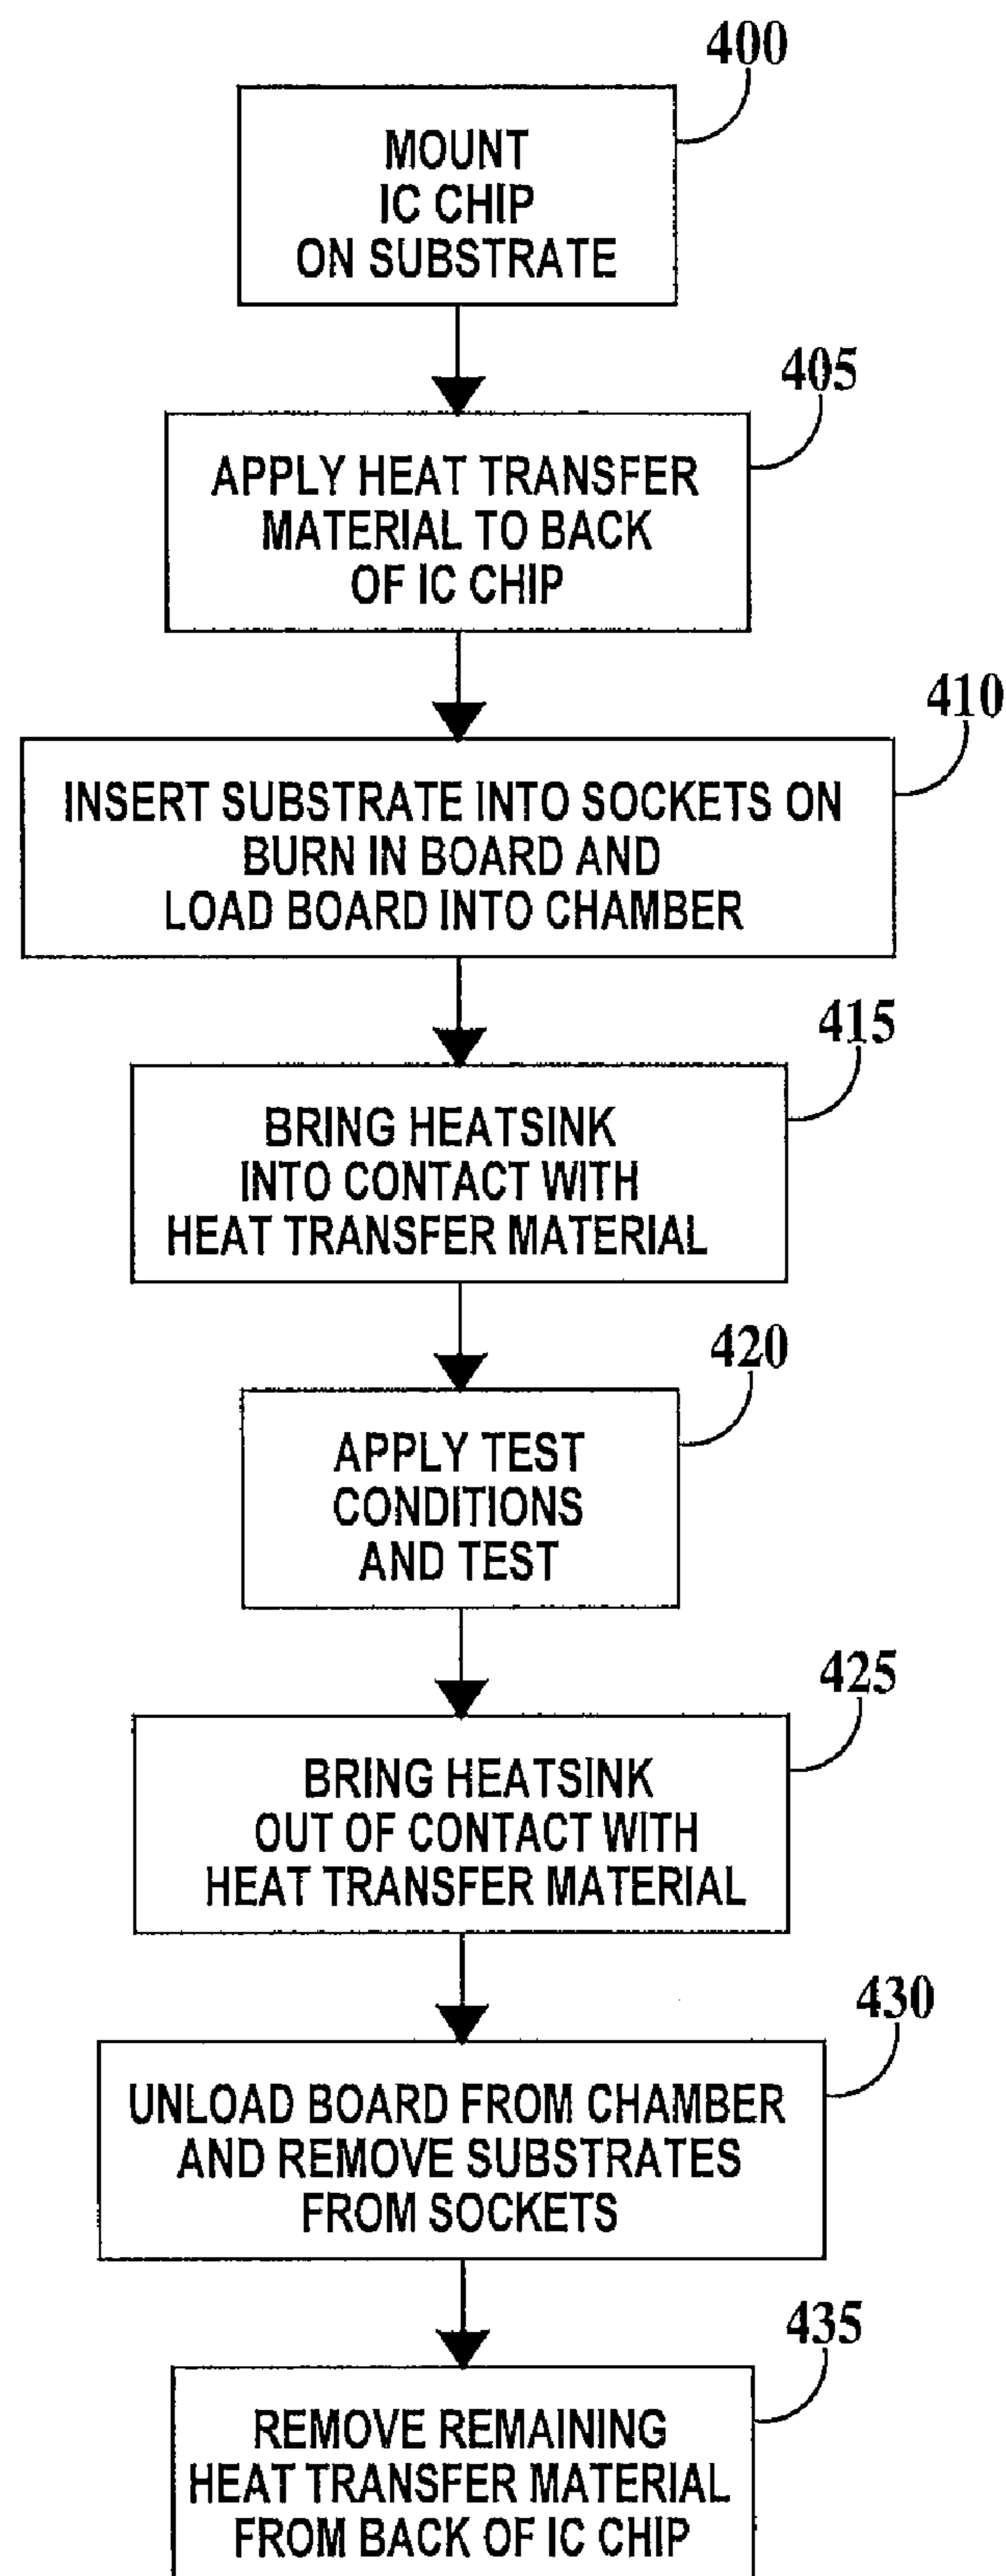 400
MOUNT
IC CHIP
ON SUBSTRATE
405
APPLY HEAT TRANSFER
MATERIAL TO BACK
OF IC CHIP
410
INSERT SUBSTRATE INTO SOCKETS ON
BURN IN BOARD AND
LOAD BOARD INTO CHAMBER
415
BRING HEATSINK
INTO CONTACT WITH
HEAT TRANSFER MATERIAL
420
APPLY TEST
CONDITIONS
AND TEST
425
BRING HEATSINK
OUT OF CONTACT WITH
HEAT TRANSFER MATERIAL
430
UNLOAD BOARD FROM CHAMBER
AND REMOVE SUBSTRATES
FROM SOCKETS
435
REMOVE REMAINING
HEAT TRANSFER MATERIAL
FROM BACK OF IC CHIP